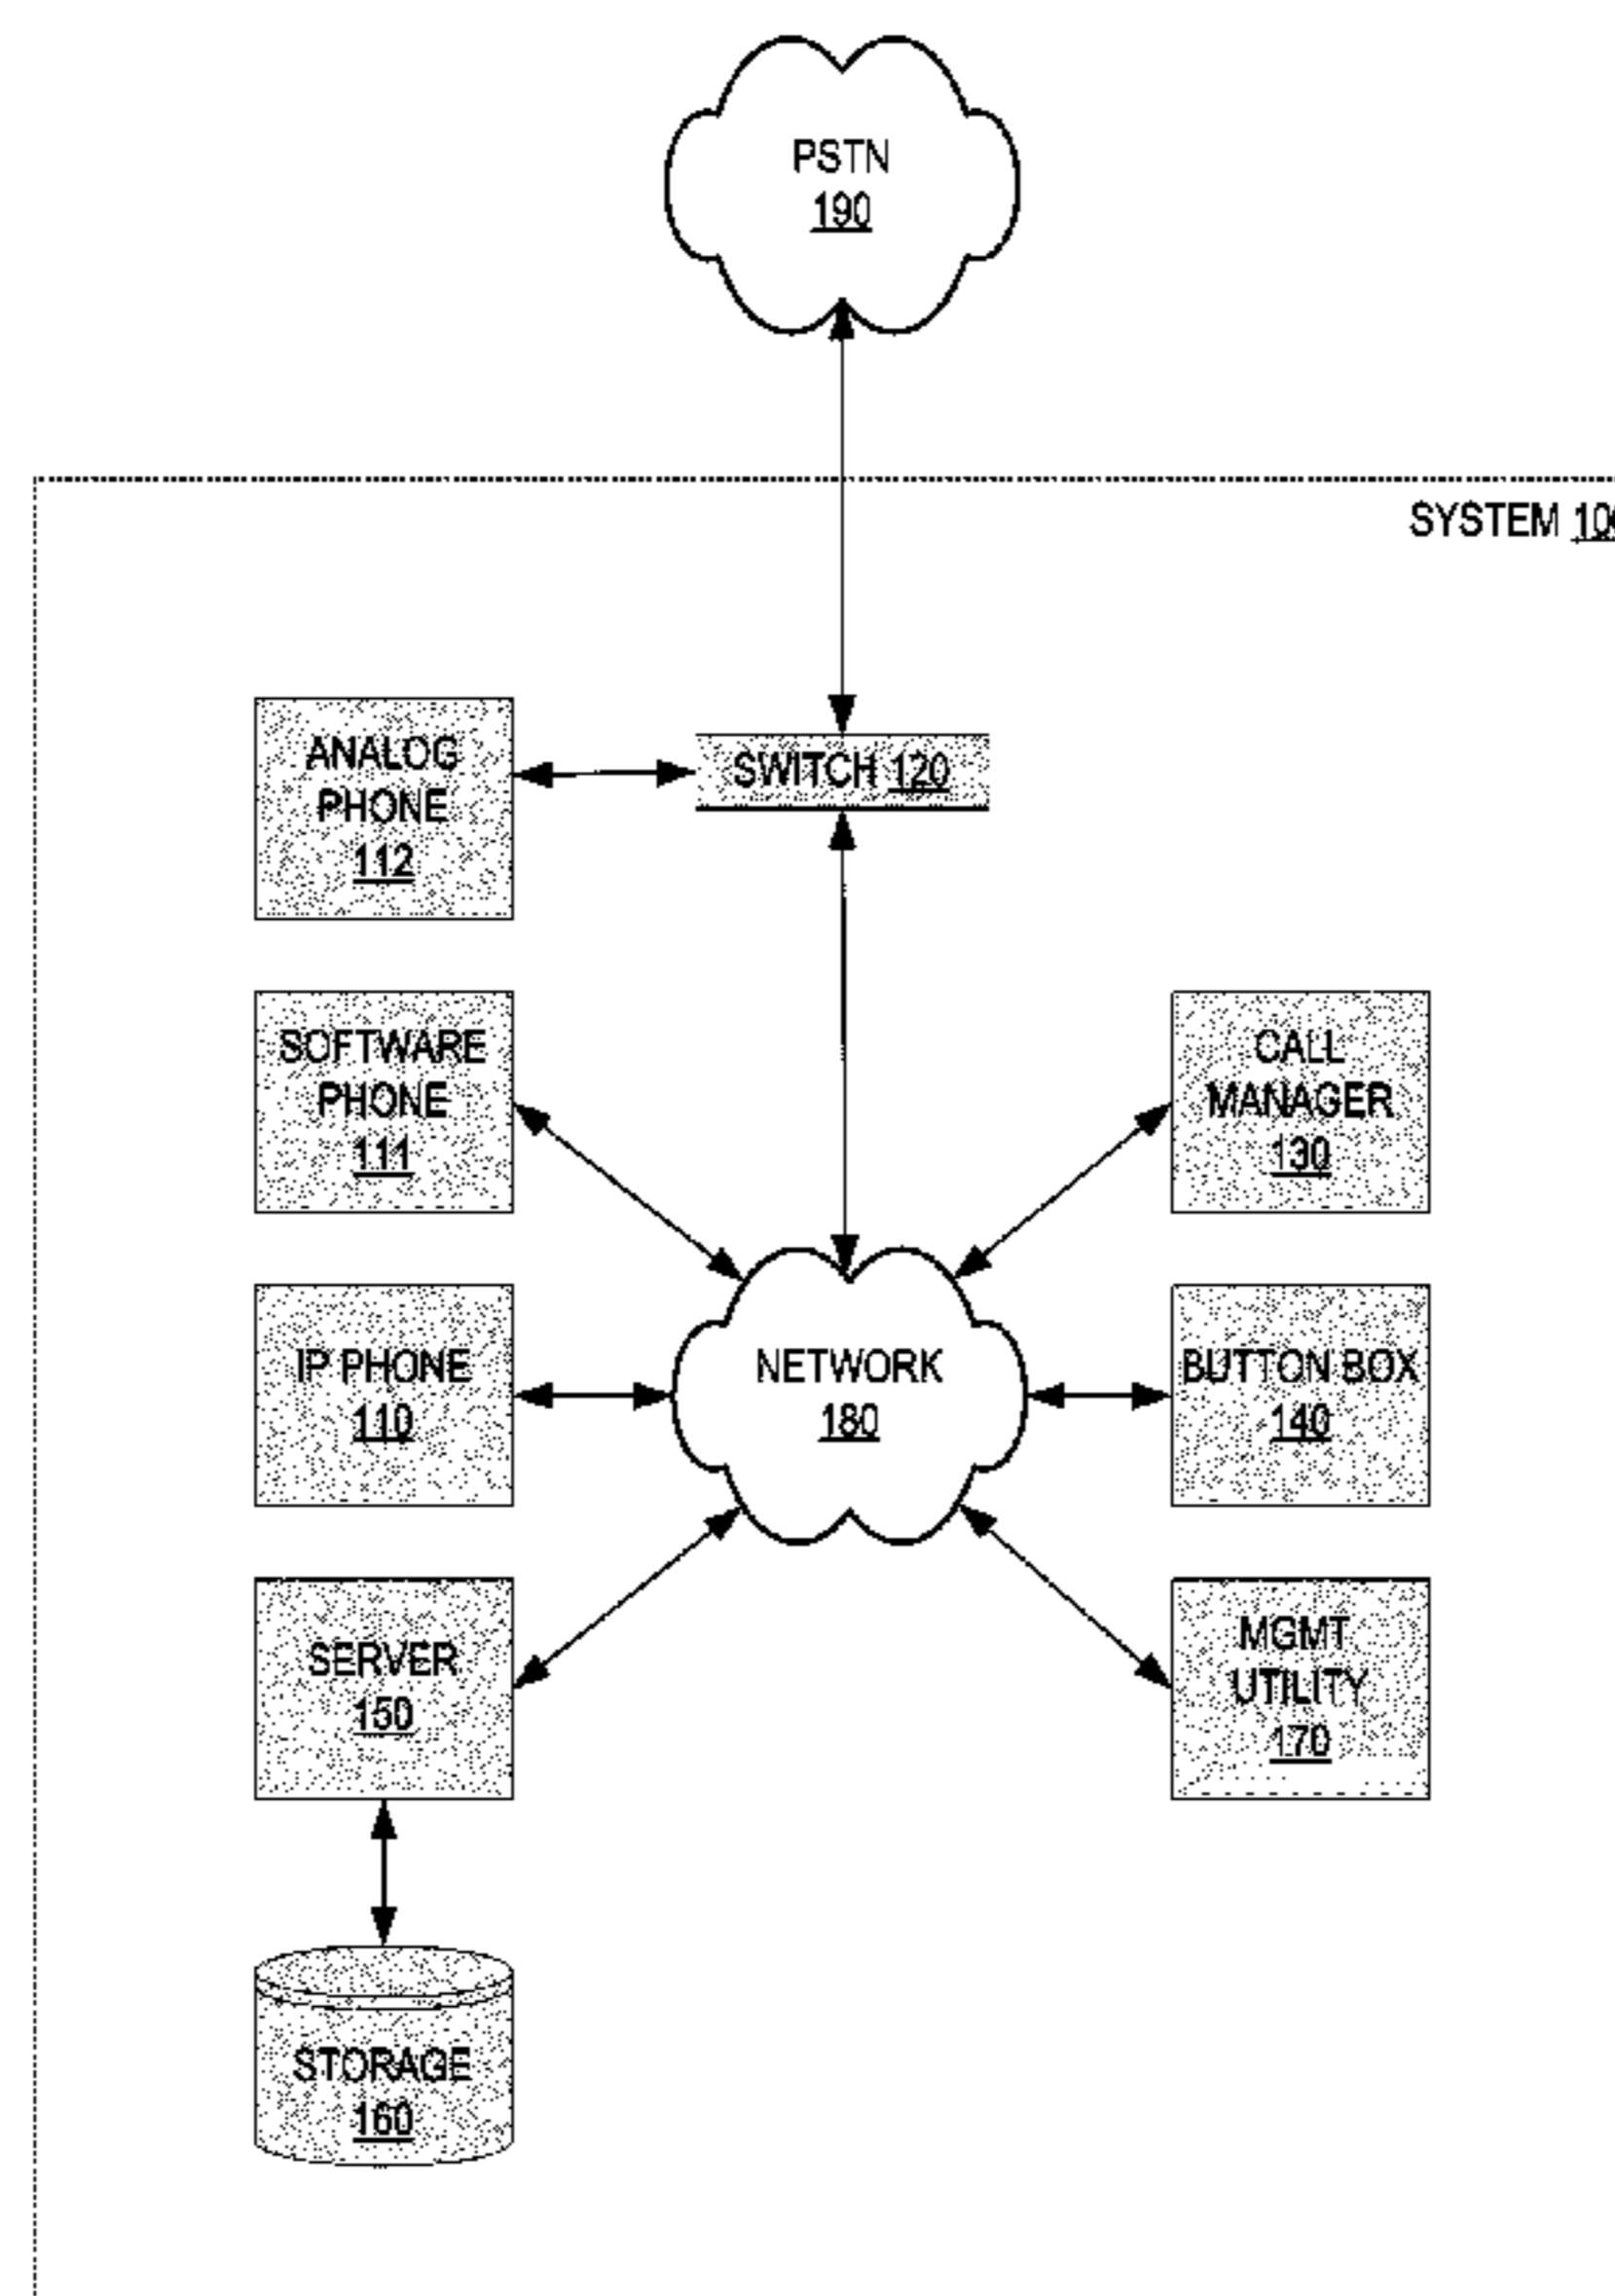 PSTN
190
SYSTEM 10
ANALOG
PHONE
112
SWITCH 120
SOFTWARE
PHONE
111
CALL
MANAGER
130
IP PHONE
110
NETWORK
180
BUTTON BOX
140
SERVER
150
MGMT
UTILITY
170
STORAGE
160